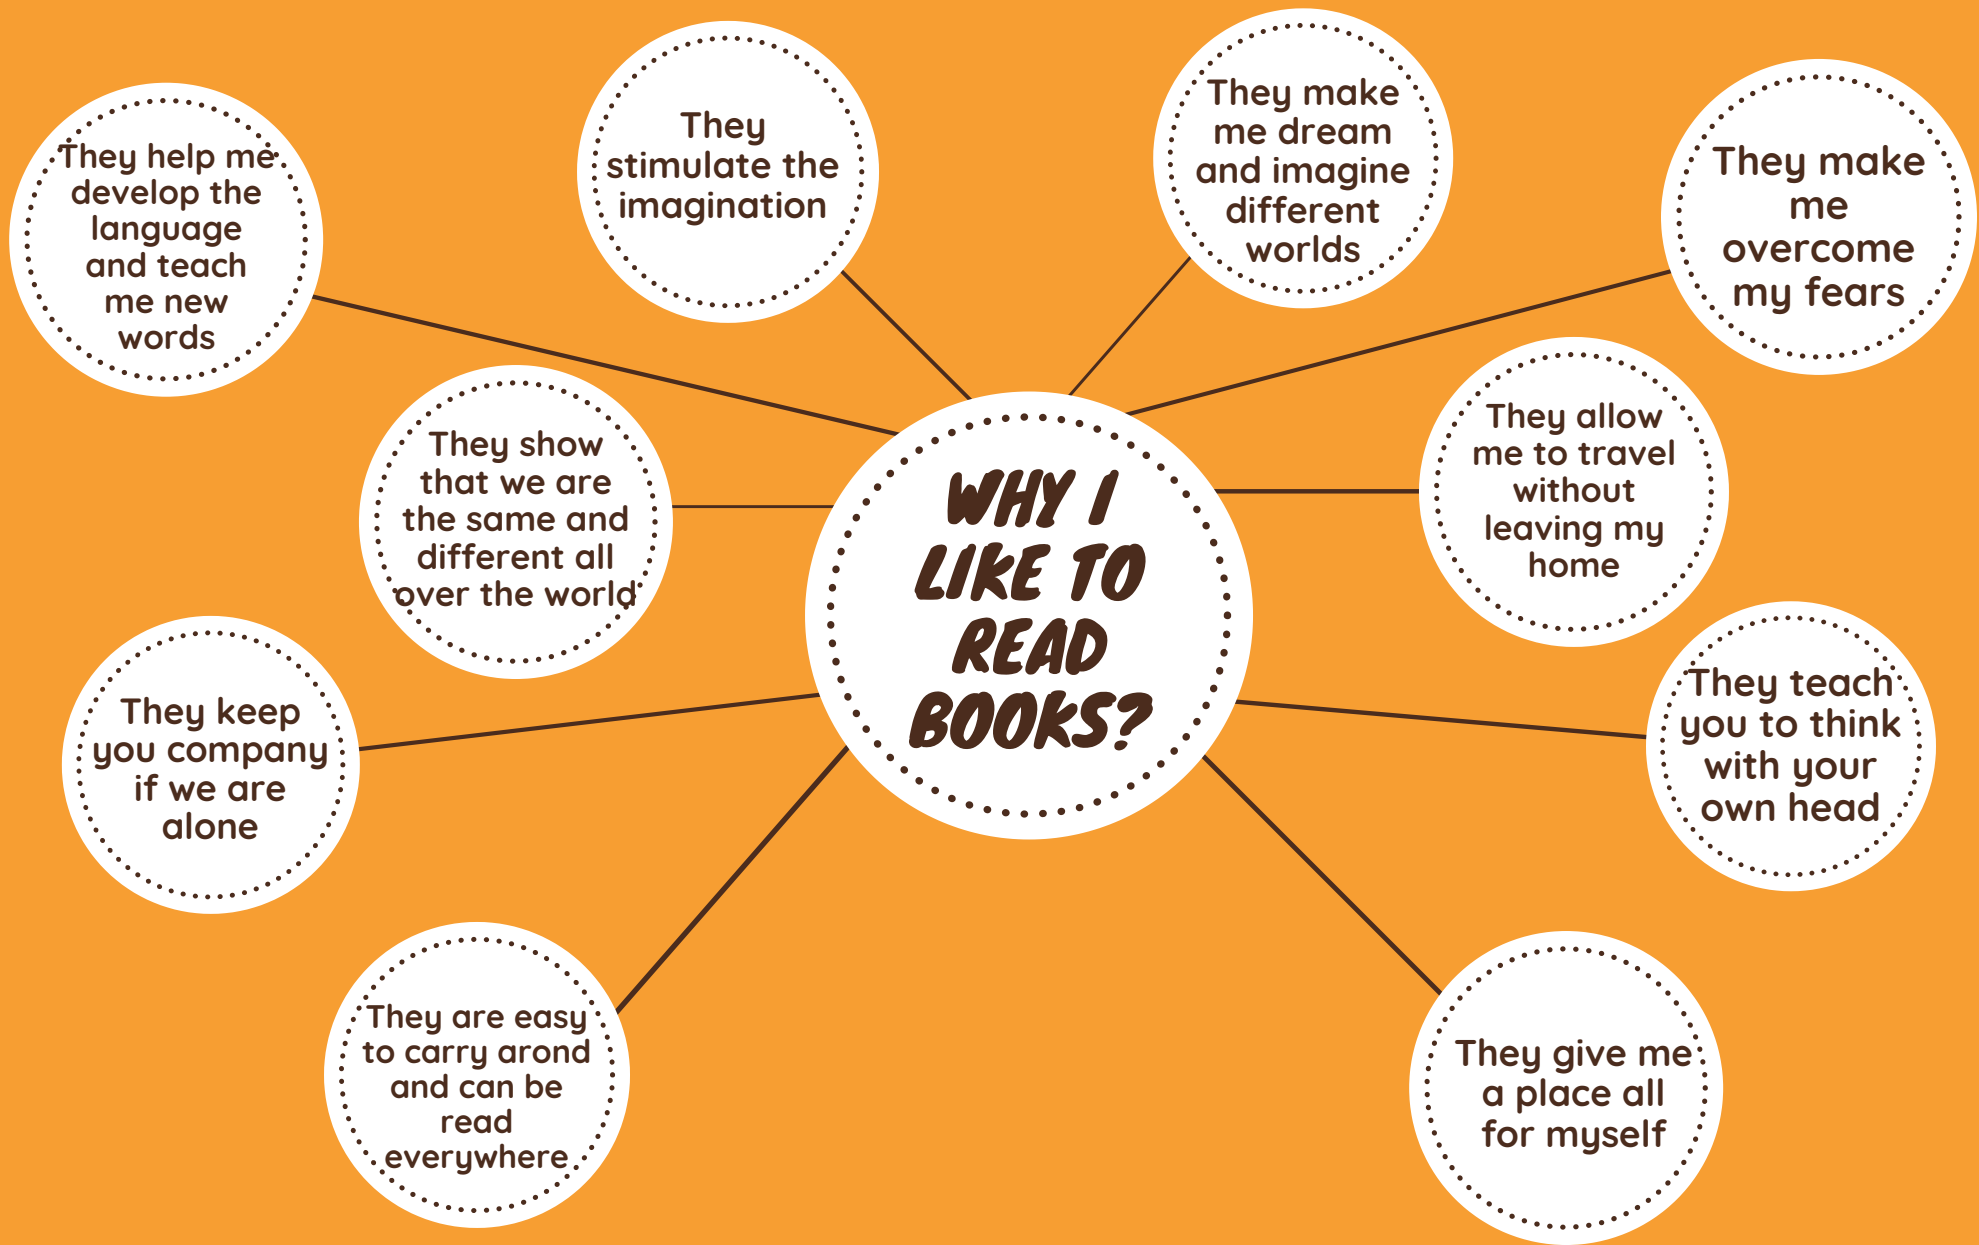 They help me
develop the
language
and teach
me new
words
They
stimulate the
imagination
They make
me dream
and imagine
different
worlds
They make
me
overcome
my fears
They show
that we are
the same and
different all
over the world
WHY I
LIKE TO
READ
BOOKS?
They allow
me to travel
without
leaving my
home
They keep
you company
if we are
alone
They teach
you to think
with your
own head
They are easy
to carry arond
and can be
read
everywhere
They give me
a place all
for myself